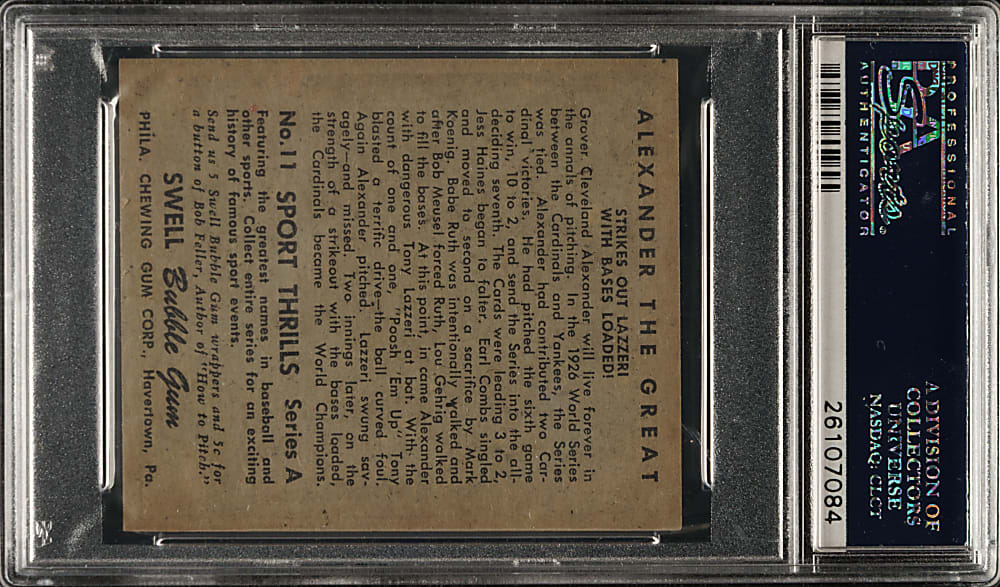 PROFESSIONAL
PSA
Sports
AUTHENTICATOR
A DIVISION OF
COLLECTORS
UNIVERSE
NASDAQ: CLCT
26107084
ALEXANDER THE GREAT
STRIKES OUT LAZZERI
WITH BASES LOADED!
Grover Cleveland Alexander will live forever in
the annals of pitching. In the 1926 World Series
between the Cardinals and Yankees, the Series
was tied. Alexander had contributed two Car-
dinal victories. He had pitched the sixth game
to win, 10 to 2, and send the Series into the all-
deciding seventh. The Cards were leading 3 to 2,
Jess Haines began to falter. Earl Combs singled
and moved to second on a sacrifice by Mark
Koenig. Babe Ruth was intentionally walked and
after Bob Meusel forced Ruth, Lou Gehrig walked
to fill the bases. At this point, in came Alexander
with dangerous Tony Lazzeri at bat. With the
count of one and one, "Poosh 'Em Up" Tony
blasted a terrific drive—the ball curved foul.
Again Alexander pitched. Lazzeri swung sav-
agely—and missed. Two innings later, on the
strength of a strikeout with the bases loaded,
the Cardinals became the World Champions.
No. 11 SPORT THRILLS Series A
Featuring the greatest names in baseball and
other sports. Collect entire series for an exciting
history of famous sport events.
Send us 5 Swell Bubble Gum wrappers and 5c for
a button of Bob Feller, Author of "How to Pitch."
SWELL Bubble Gum
PHILA. CHEWING GUM CORP., Havertown, Pa.